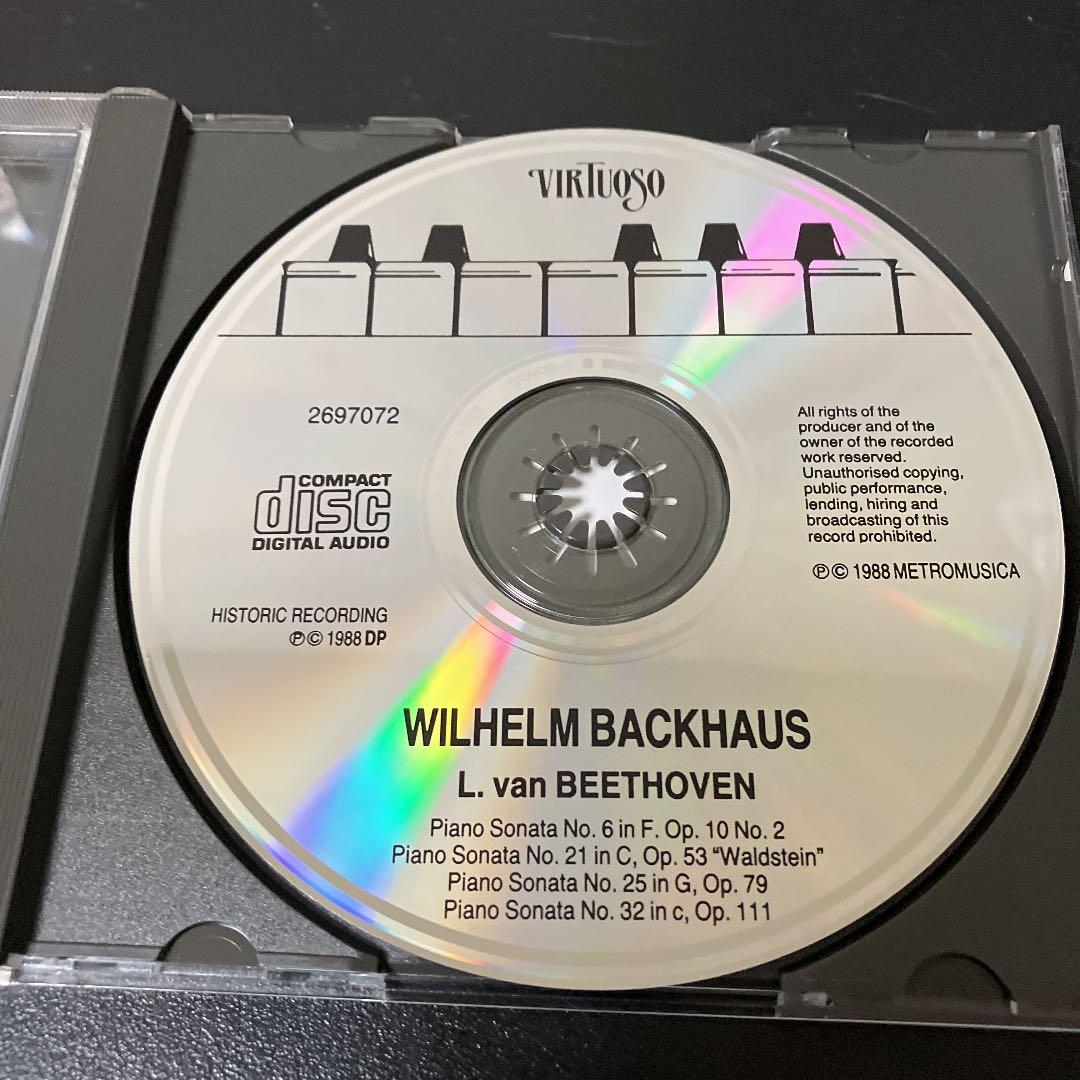 VIRTUOSO
2697072
COMPACT
disc
DIGITAL AUDIO
All rights of the
producer and of the
owner of the recorded
work reserved.
Unauthorised copying,
public performance,
lending, hiring and
broadcasting of this
record prohibited.
℗© 1988 METROMUSICA
HISTORIC RECORDING
℗© 1988 DP
WILHELM BACKHAUS
L. van BEETHOVEN
Piano Sonata No. 6 in F. Op. 10 No. 2
Piano Sonata No. 21 in C, Op. 53 "Waldstein"
Piano Sonata No. 25 in G, Op. 79
Piano Sonata No. 32 in c, Op. 111